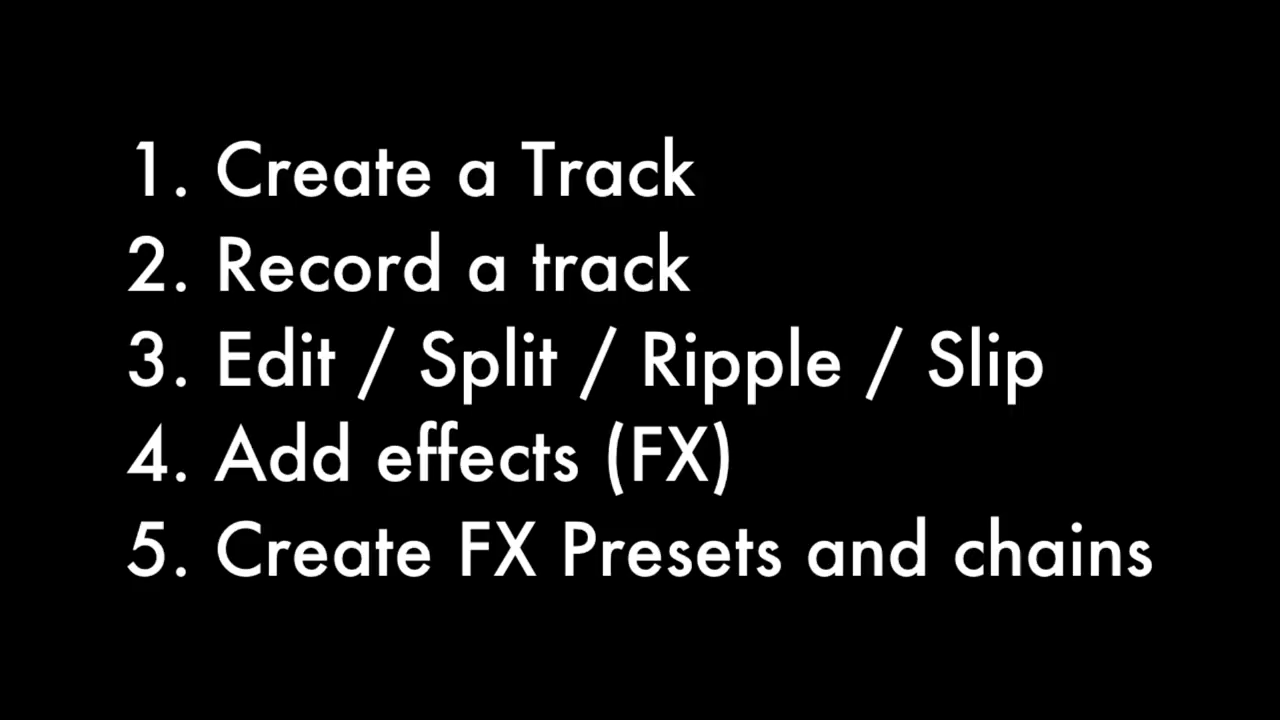 1. Create a Track
2. Record a track
3. Edit / Split / Ripple / Slip
4. Add effects (FX)
5. Create FX Presets and chains